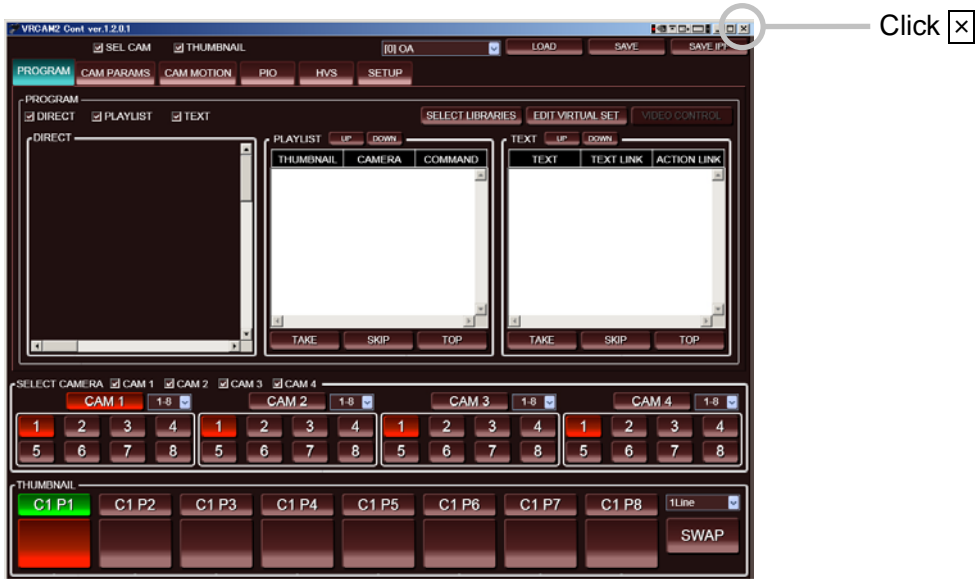 VRCAM2 Cont ver.1.2.0.1
Click ×
SEL CAM THUMBNAIL [0] OA LOAD SAVE SAVE IPF
PROGRAM CAM PARAMS CAM MOTION PIO HVS SETUP
PROGRAM
DIRECT PLAYLIST TEXT SELECT LIBRARIES EDIT VIRTUAL SET VIDEO CONTROL
DIRECT PLAYLIST UP DOWN TEXT UP DOWN
THUMBNAIL CAMERA COMMAND TEXT TEXT LINK ACTION LINK
TAKE SKIP TOP TAKE SKIP TOP
SELECT CAMERA CAM 1 CAM 2 CAM 3 CAM 4
CAM 1 1-8 CAM 2 1-8 CAM 3 1-8 CAM 4 1-8
1 2 3 4 1 2 3 4 1 2 3 4 1 2 3 4
5 6 7 8 5 6 7 8 5 6 7 8 5 6 7 8
THUMBNAIL
C1 P1 C1 P2 C1 P3 C1 P4 C1 P5 C1 P6 C1 P7 C1 P8 1Line
SWAP